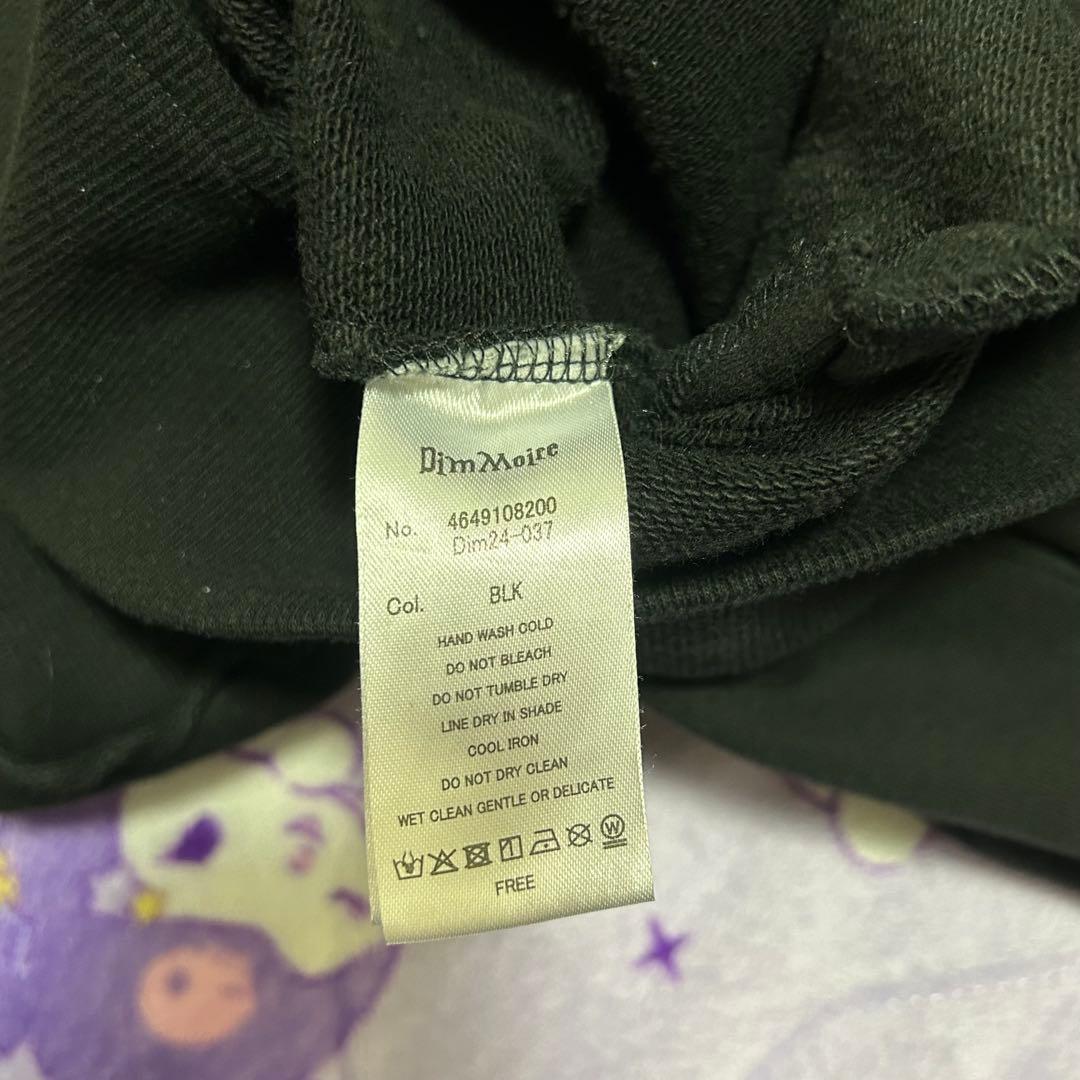 DimMoire
No. 4649108200
Dim24-037
Col. BLK
HAND WASH COLD
DO NOT BLEACH
DO NOT TUMBLE DRY
LINE DRY IN SHADE
COOL IRON
DO NOT DRY CLEAN
WET CLEAN GENTLE OR DELICATE
W
FREE